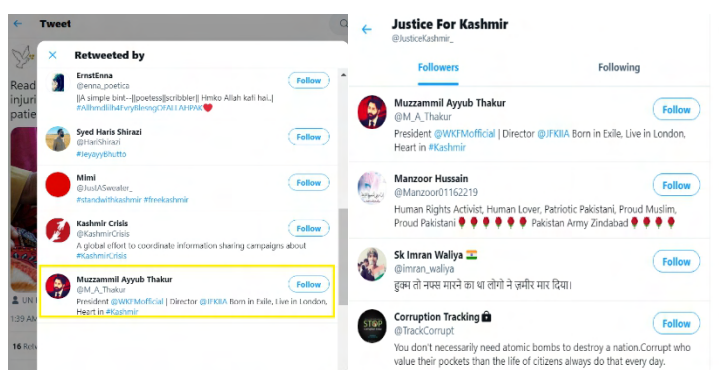 Tweet
Retweeted by
Read
injuri
patie
ErnstEnna
@enna_poetica
Follow
||A simple bint--||poetess||scribbler|| Hmko Allah kafi hai..|
Syed Haris Shirazi
@HariShirazi
Follow
#JeyayyBhutto
Mimi
@JustASweater_
Follow
#standwithkashmir #freekashmir
Kashmir Crisis
@KashmirCrisis
Follow
A global effort to coordinate information sharing campaigns about
#KashmirCrisis
Muzzammil Ayyub Thakur
@M_A_Thakur
Follow
President @WKFMofficial | Director @JFKIIA Born in Exile, Live in London,
Heart in #Kashmir
UN
1:39 AM
16 Retw
Justice For Kashmir
@JusticeKashmir_
Followers Following
Muzzammil Ayyub Thakur
@M_A_Thakur
Follow
President @WKFMofficial | Director @JFKIIA Born in Exile, Live in London,
Heart in #Kashmir
Manzoor Hussain
@Manzoor01162219
Follow
Human Rights Activist, Human Lover, Patriotic Pakistani, Proud Muslim,
Proud Pakistani🌹🌹🌹🌹🌹🌹 Pakistan Army Zindabad🌹🌹🌹🌹
Sk Imran Waliya 🇮🇳
@imran_waliya
Follow
हुक्म तो नफ्स मारने का था लोगो ने ज़मीर मार दिया।
STOP
Corruption Tracking
@TrackCorrupt
Follow
You don't necessarily need atomic bombs to destroy a nation.Corrupt who
value their pockets than the life of citizens always do that every day.